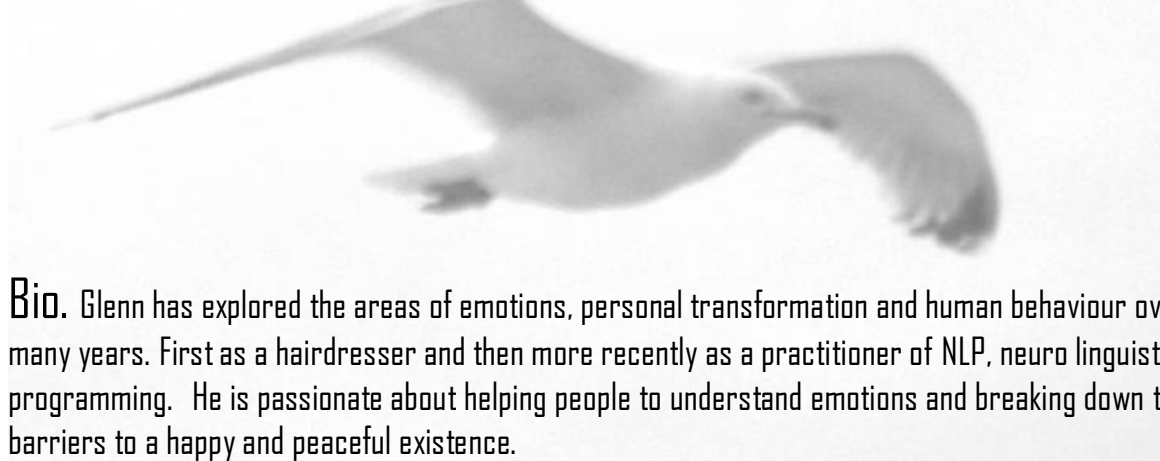 Bio. Glenn has explored the areas of emotions, personal transformation and human behaviour ov
many years. First as a hairdresser and then more recently as a practitioner of NLP, neuro linguist
programming. He is passionate about helping people to understand emotions and breaking down t
barriers to a happy and peaceful existence.